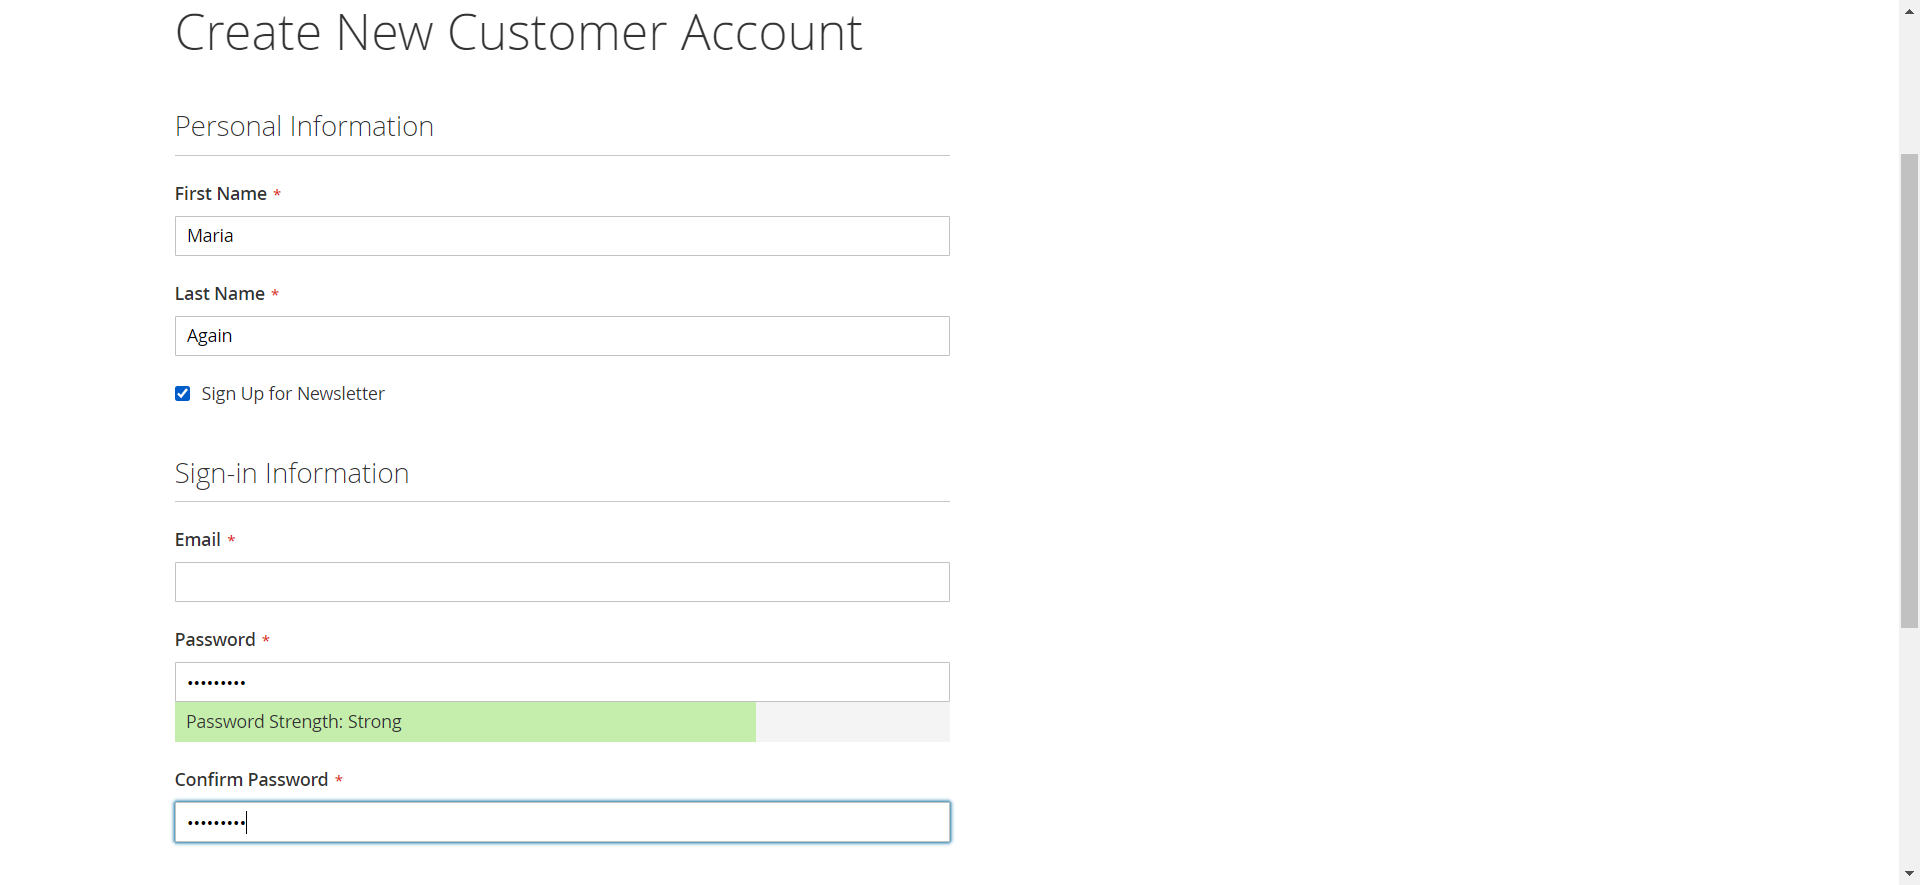 Create New Customer Account
Personal Information
First Name *
Maria
Last Name *
Again
Sign Up for Newsletter
Sign-in Information
Email *
Password *
•••••••••
Password Strength: Strong
Confirm Password *
•••••••••